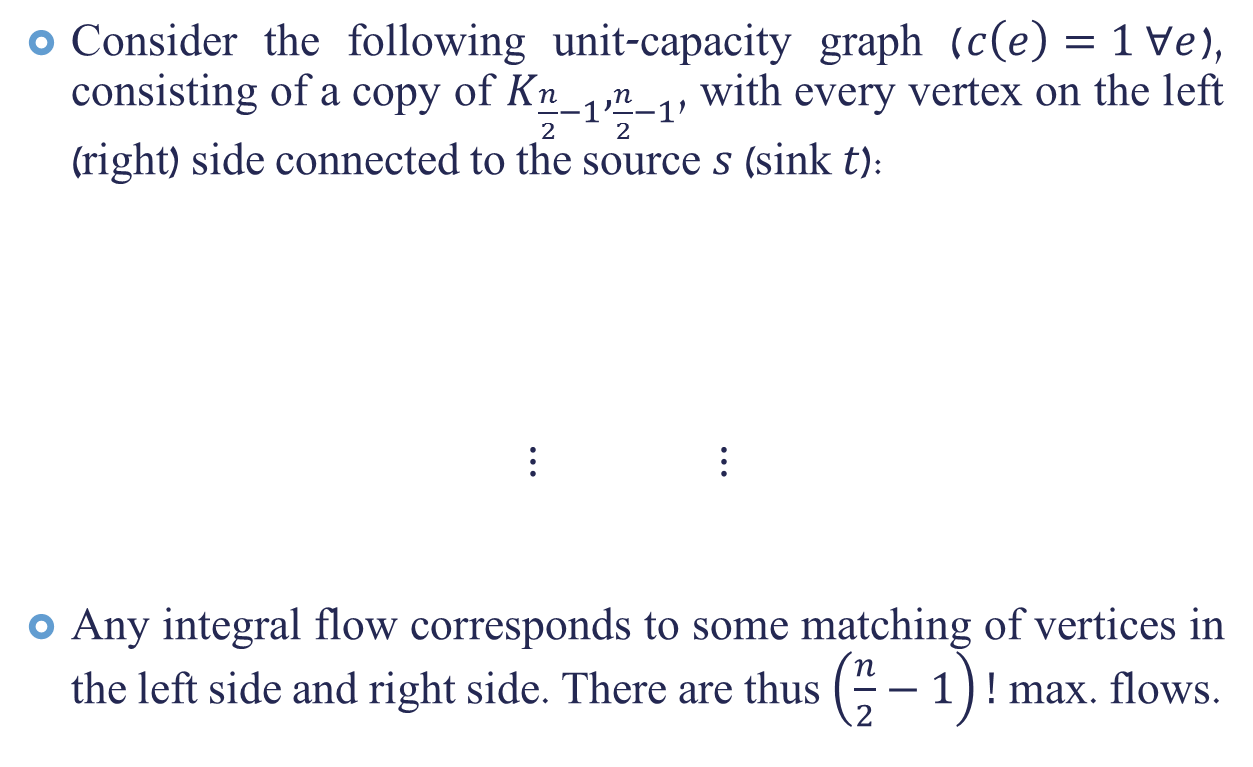 Consider the following unit-capacity graph (c(e) = 1 ∀e),
consisting of a copy of K_{n/2−1,n/2−1}, with every vertex on the left
(right) side connected to the source s (sink t):
⋮ ⋮
Any integral flow corresponds to some matching of vertices in
the left side and right side. There are thus (n/2 − 1)! max. flows.